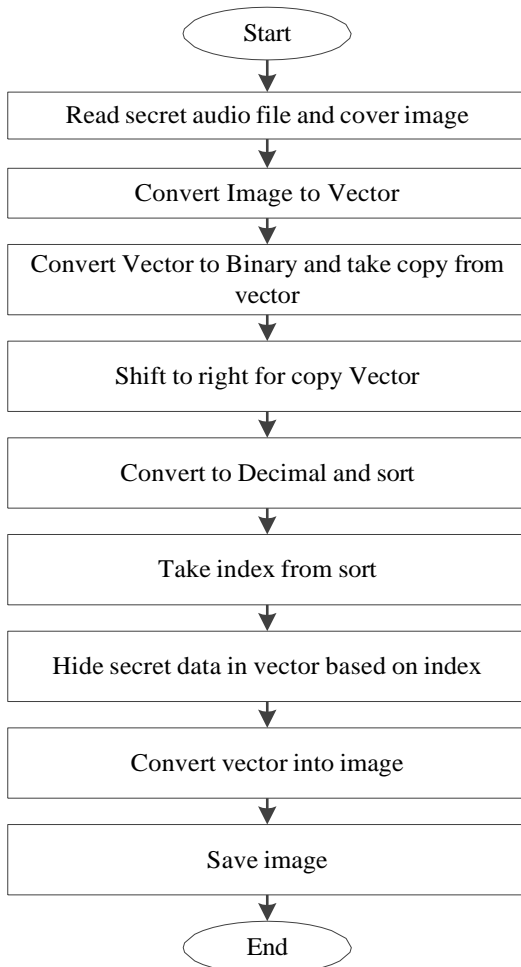 Start
Read secret audio file and cover image
Convert Image to Vector
Convert Vector to Binary and take copy from
vector
Shift to right for copy Vector
Convert to Decimal and sort
Take index from sort
Hide secret data in vector based on index
Convert vector into image
Save image
End